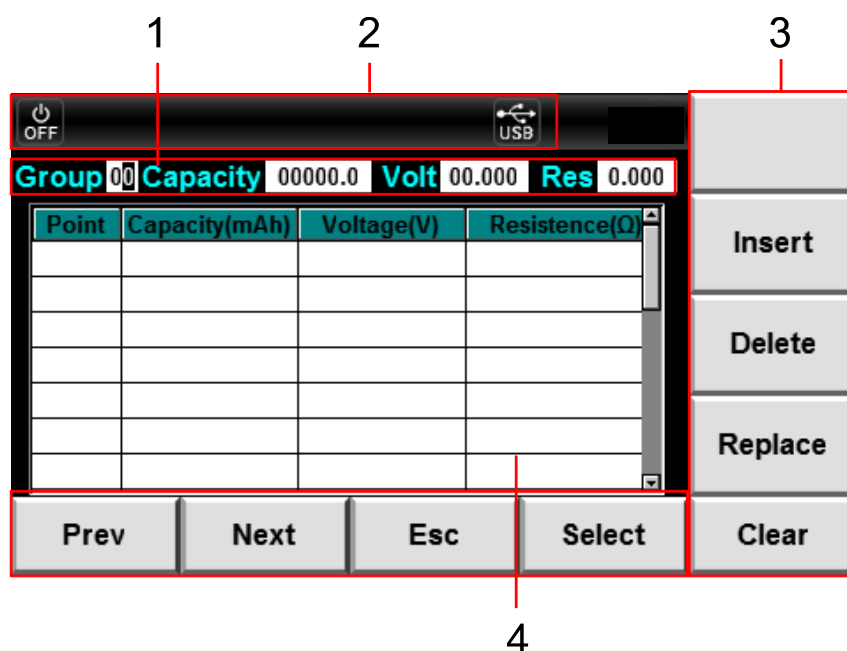 1 2 3
OFF USB
Group 00 Capacity 00000.0 Volt 00.000 Res 0.000
Point Capacity(mAh) Voltage(V) Resistence(Ω)
Insert
Delete
Replace
Prev Next Esc Select Clear
4